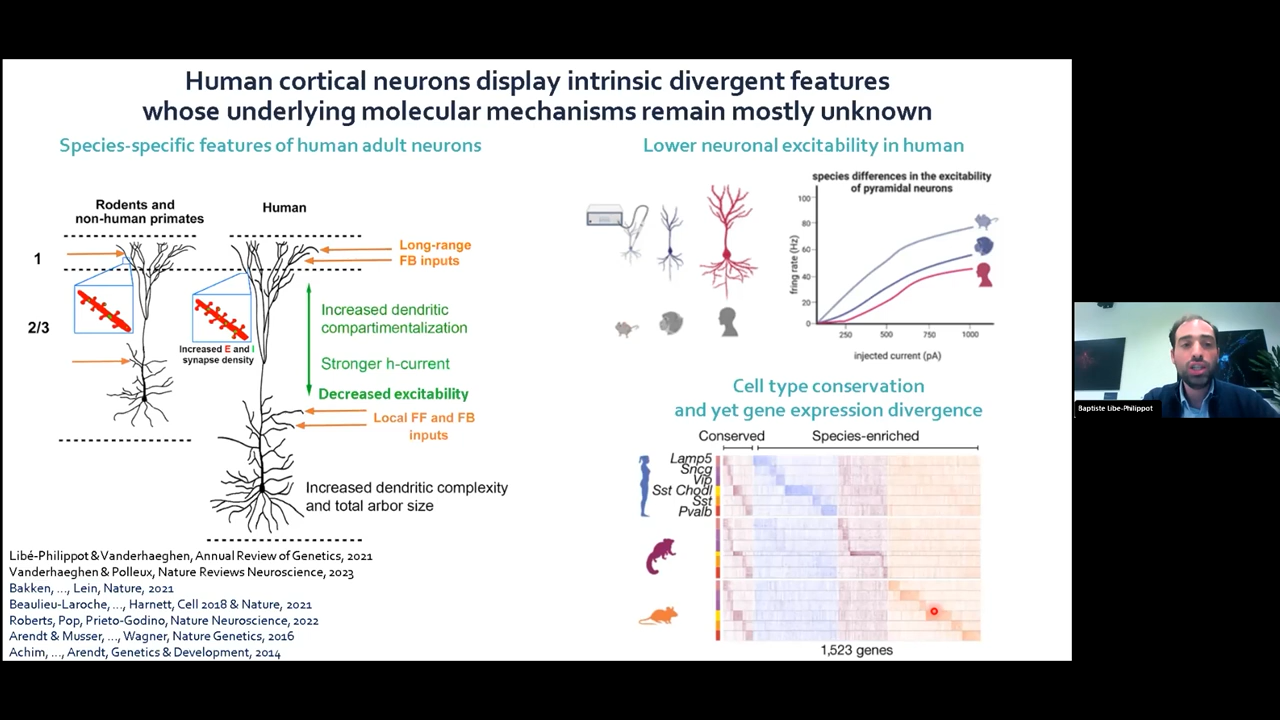 Human cortical neurons display intrinsic divergent features
whose underlying molecular mechanisms remain mostly unknown
Species-specific features of human adult neurons
Rodents and
non-human primates
Human
1
2/3
Long-range
FB inputs
Increased dendritic
compartimentalization
Stronger h-current
Decreased excitability
Increased E and I
synapse density
Local FF and FB
inputs
Increased dendritic complexity
and total arbor size
Libé-Philippot & Vanderhaeghen, Annual Review of Genetics, 2021
Vanderhaeghen & Polleux, Nature Reviews Neuroscience, 2023
Bakken, ..., Lein, Nature, 2021
Beaulieu-Laroche, ..., Harnett, Cell 2018 & Nature, 2021
Roberts, Pop, Prieto-Godino, Nature Neuroscience, 2022
Arendt & Musser, ..., Wagner, Nature Genetics, 2016
Achim, ..., Arendt, Genetics & Development, 2014
Lower neuronal excitability in human
species differences in the excitability
of pyramidal neurons
firing rate (Hz)
100
80
60
40
20
0
250
500
750
1000
injected current (pA)
Cell type conservation
and yet gene expression divergence
Conserved
Species-enriched
Lamp5
Sncg
Vip
Sst Chodl
Sst
Pvalb
1,523 genes
Baptiste Libe-Philippot